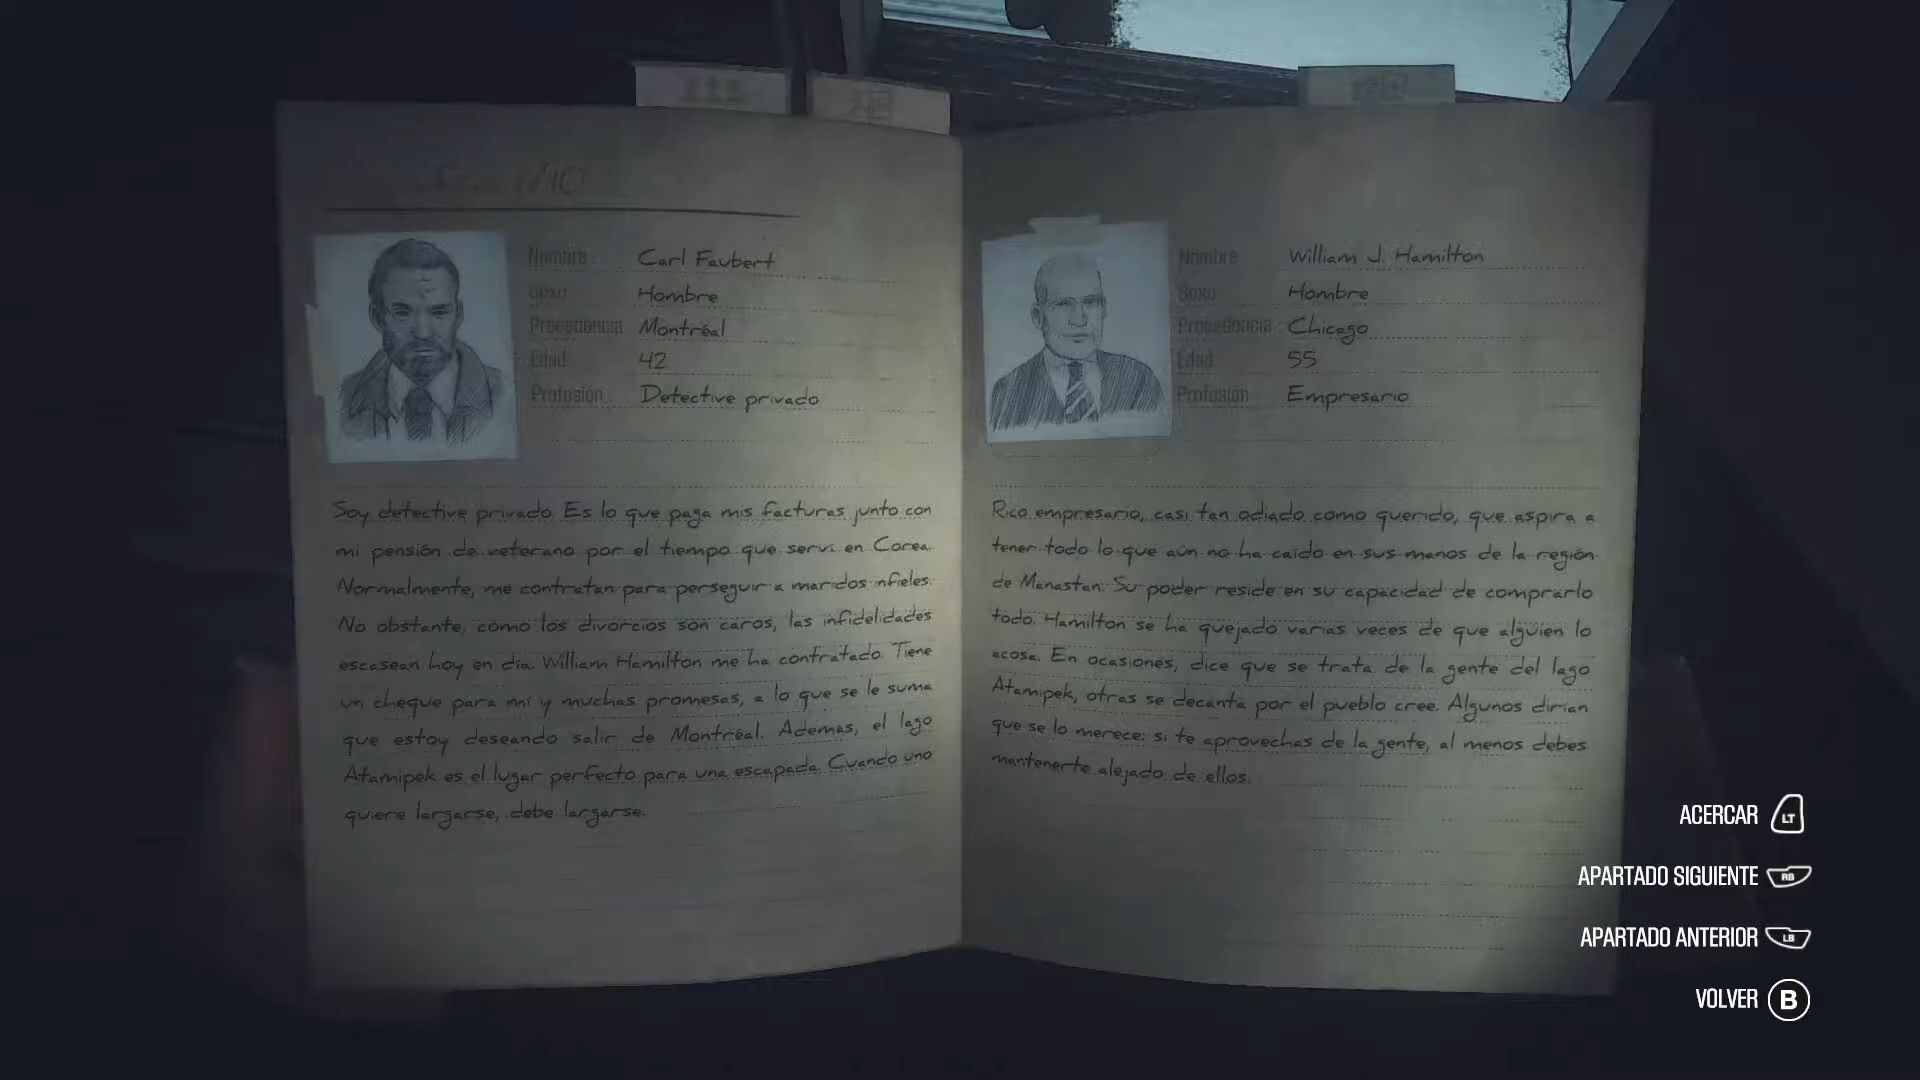 Nombre: Carl Faubert
Sexo: Hombre
Procedencia Montréal
Edad 42
Profesión Detective privado
Soy detective privado. Es lo que paga mis facturas junto con
mi pensión de veterano por el tiempo que serví en Corea.
Normalmente, me contratan para perseguir a maridos infieles.
No obstante, como los divorcios son caros, las infidelidades
escasean hoy en día. William Hamilton me ha contratado. Tiene
un cheque para mí y muchas promesas, a lo que se le suma
que estoy deseando salir de Montréal. Además, el lago
Atamipek es el lugar perfecto para una escapada. Cuando uno
quiere largarse, debe largarse.
Nombre William J. Hamilton
Sexo Hombre
Procedencia: Chicago
Edad 55
Profesión Empresario
Rico empresario, casi tan odiado como querido, que aspira a
tener todo lo que aún no ha caído en sus manos de la región
de Manastan. Su poder reside en su capacidad de comprarlo
todo. Hamilton se ha quejado varias veces de que alguien lo
acosa. En ocasiones, dice que se trata de la gente del lago
Atamipek, otras se decanta por el pueblo cree. Algunos dirían
que se lo merece: si te aprovechas de la gente, al menos debes
mantenerte alejado de ellos.
ACERCAR LT
APARTADO SIGUIENTE RB
APARTADO ANTERIOR LB
VOLVER B